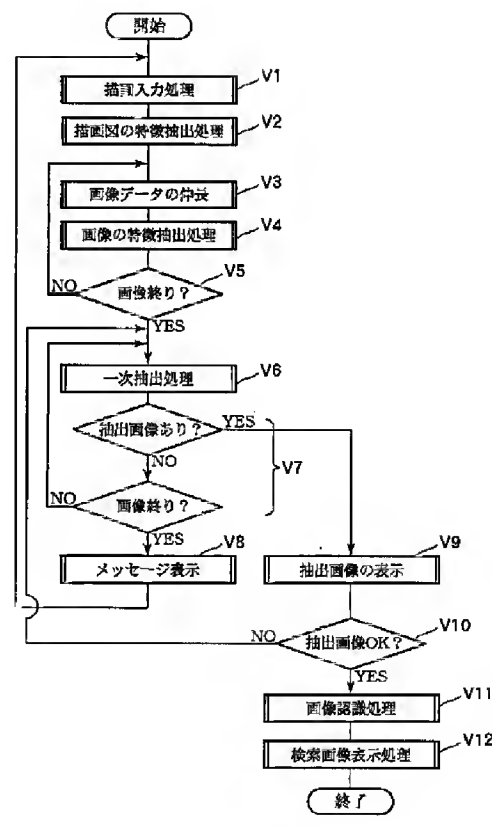 開始
描画入力処理
V1
描画図の特徴抽出処理
V2
画像データの伸長
V3
画像の特徴抽出処理
V4
画像終り？
V5
NO
YES
一次抽出処理
V6
抽出画像あり？
YES
NO
V7
画像終り？
NO
YES
メッセージ表示
V8
抽出画像の表示
V9
抽出画像OK？
V10
NO
YES
画像認識処理
V11
検索画像表示処理
V12
終了